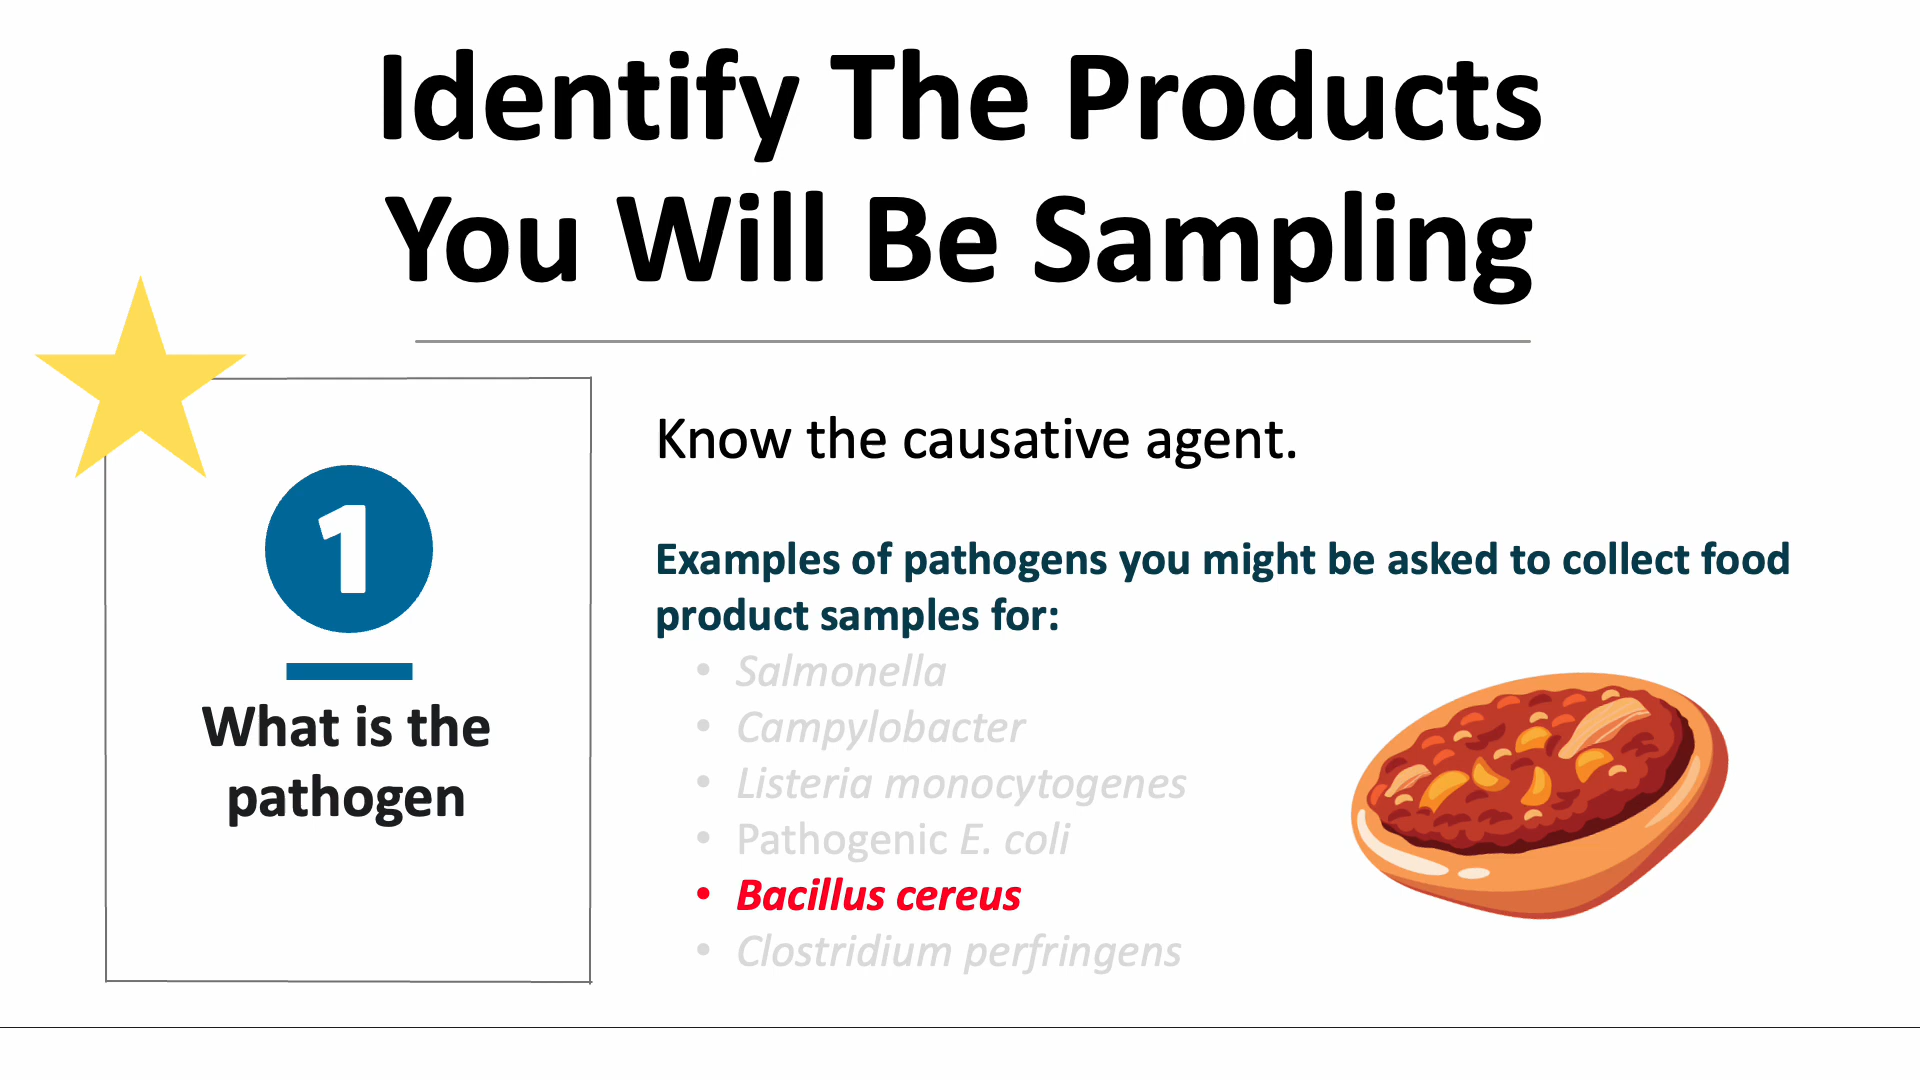 Identify The Products
You Will Be Sampling
1
What is the
pathogen
Know the causative agent.
Examples of pathogens you might be asked to collect food
product samples for:
• Salmonella
• Campylobacter
• Listeria monocytogenes
• Pathogenic E. coli
• Bacillus cereus
• Clostridium perfringens